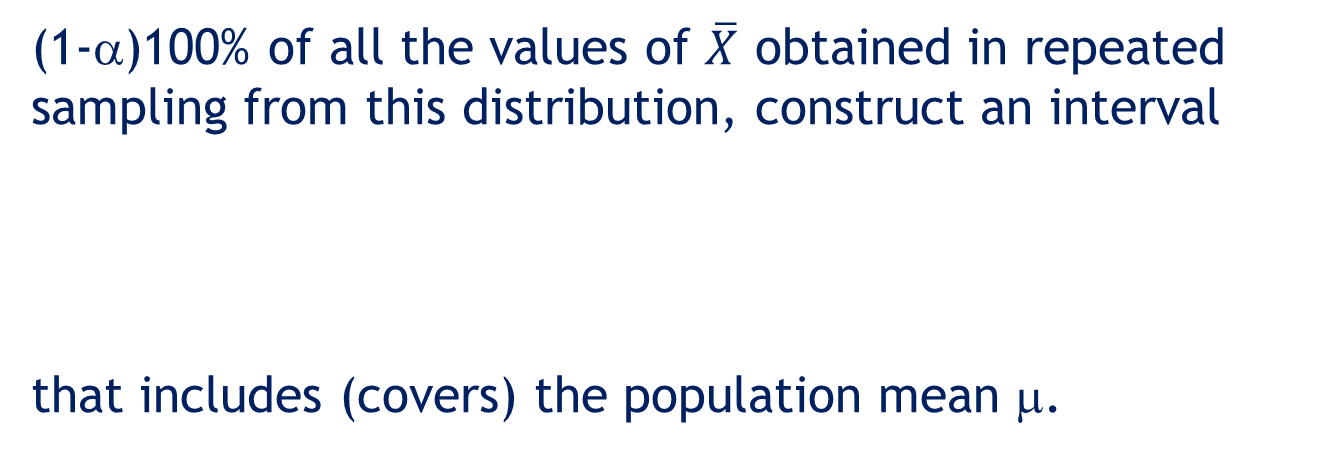 (1-α)100% of all the values of X̅ obtained in repeated
sampling from this distribution, construct an interval
that includes (covers) the population mean μ.